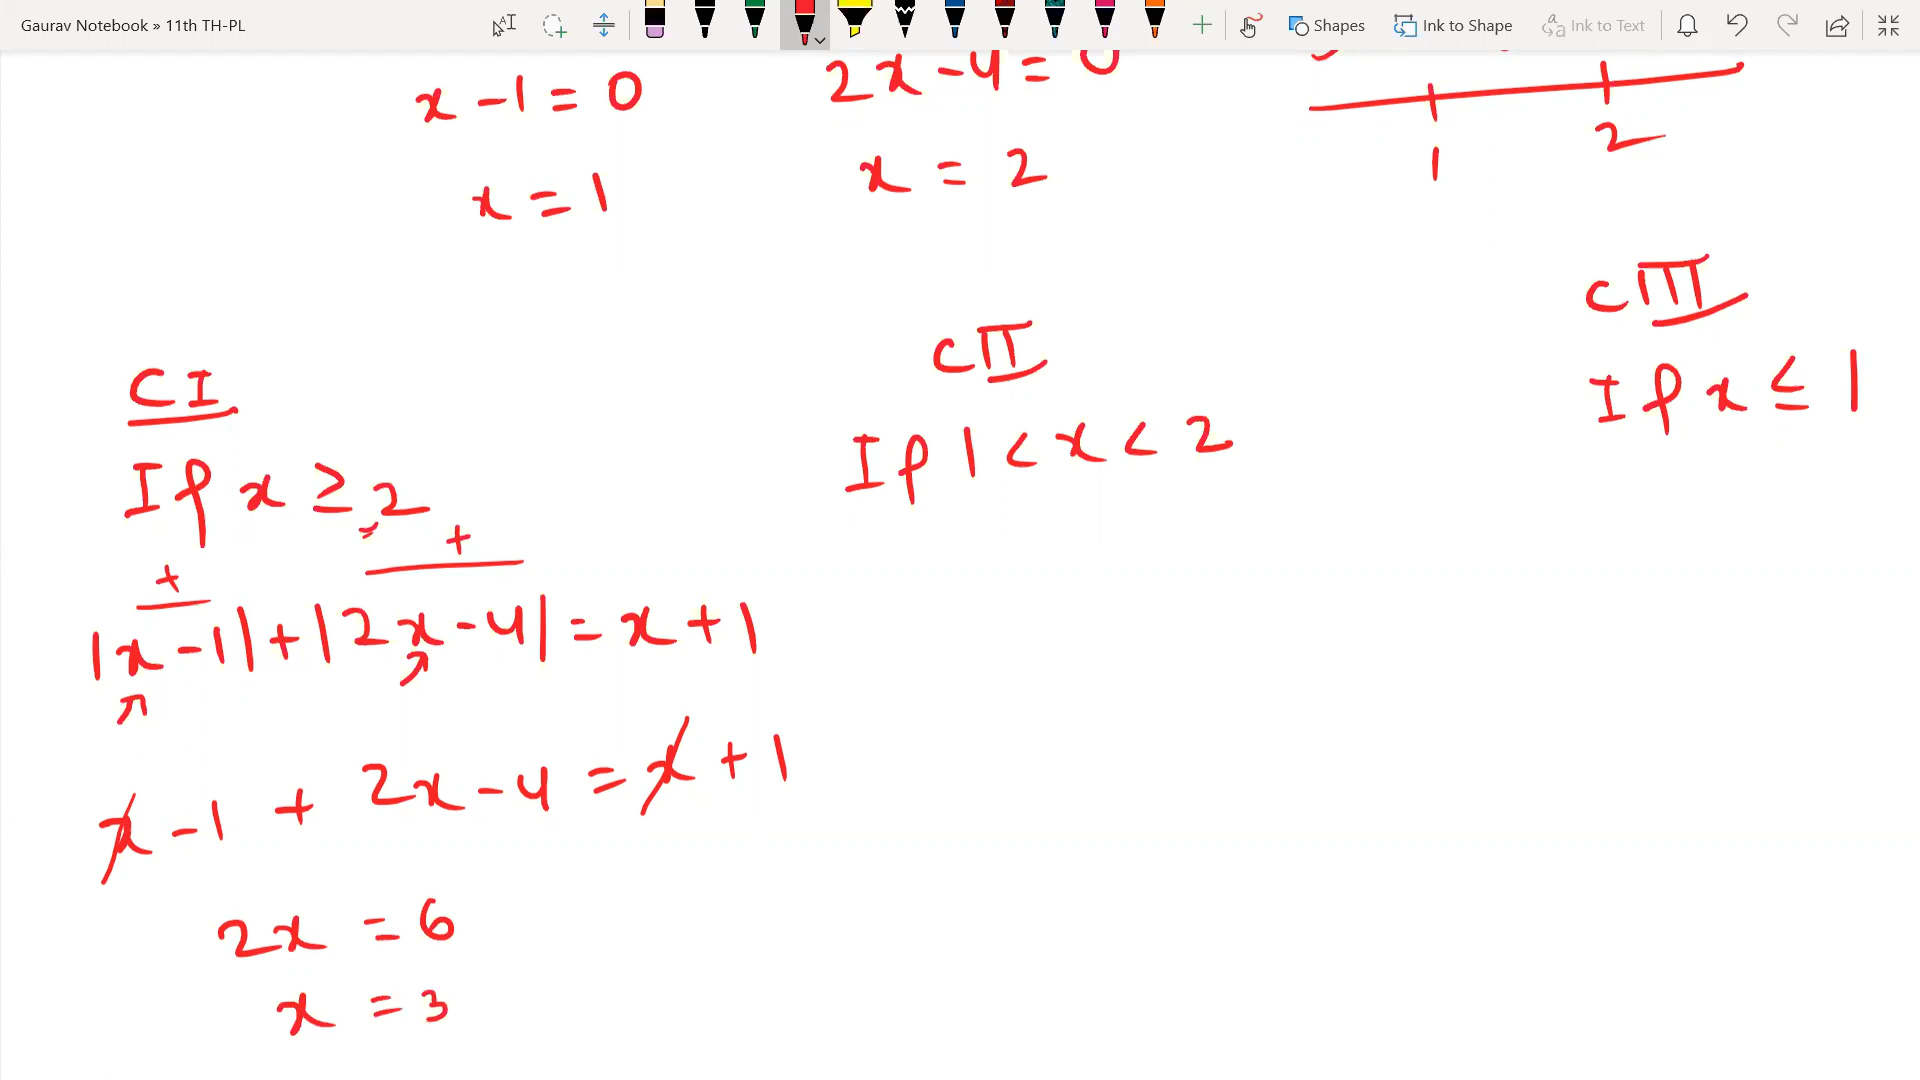 Gaurav Notebook » 11th TH-PL
Shapes
Ink to Shape
Ink to Text
x - 1 = 0
x = 1
2x - 4 = 0
x = 2
1
2
CI
If x ≥ 2
+ +
|x - 1| + |2x - 4| = x + 1
x - 1 + 2x - 4 = x + 1
2x = 6
x = 3
CII
If 1 < x < 2
CIII
If x ≤ 1